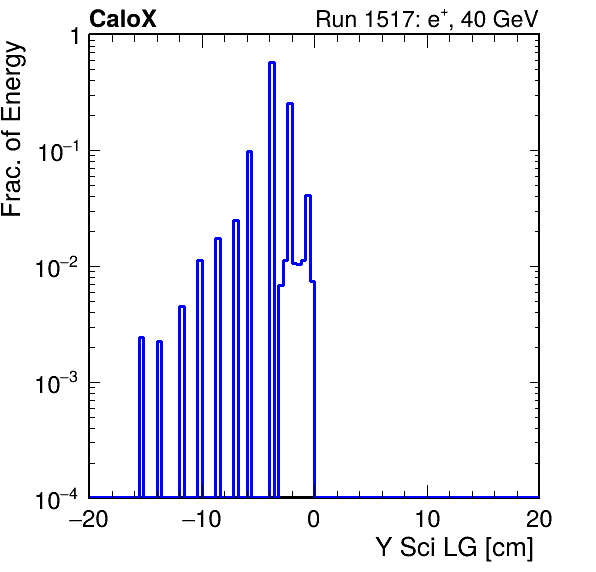 CaloX Run 1517: e⁺, 40 GeV
Frac. of Energy
1
10⁻¹
10⁻²
10⁻³
10⁻⁴
−20 −10 0 10 20
Y Sci LG [cm]